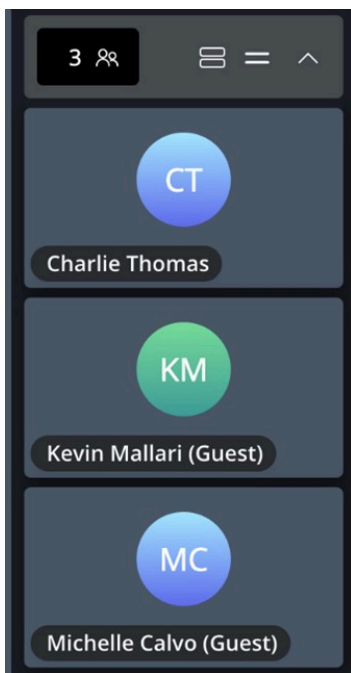 3
CT
Charlie Thomas
KM
Kevin Mallari (Guest)
MC
Michelle Calvo (Guest)